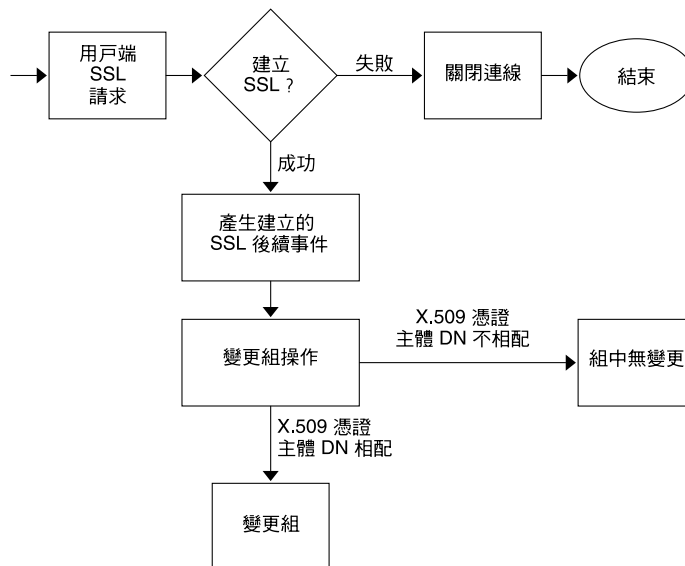 用戶端
SSL
請求
建立
SSL？
失敗
關閉連線
結束
成功
產生建立的
SSL 後續事件
變更組操作
X.509 憑證
主體 DN 不相配
組中無變更
X.509 憑證
主體 DN 相配
變更組